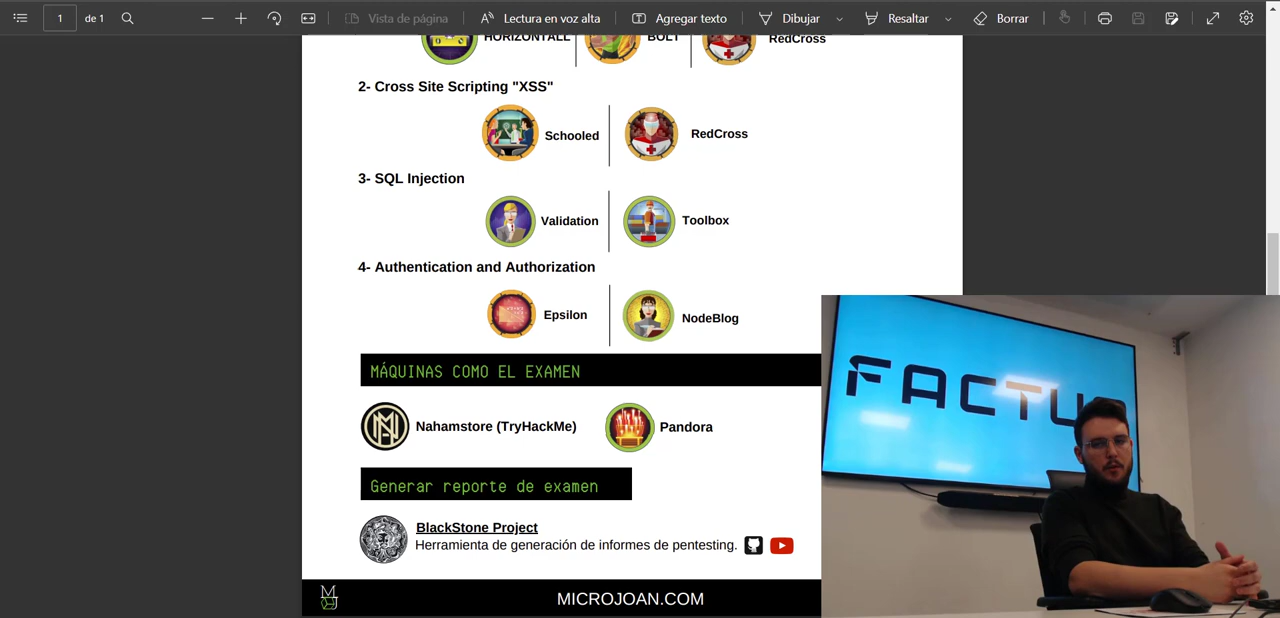 1
de 1
Vista de página
Lectura en voz alta
Agregar texto
Dibujar
Resaltar
Borrar
HORIZONTALL
BOLT
RedCross
2- Cross Site Scripting "XSS"
Schooled
RedCross
3- SQL Injection
Validation
Toolbox
4- Authentication and Authorization
Epsilon
NodeBlog
MÁQUINAS COMO EL EXAMEN
Nahamstore (TryHackMe)
Pandora
Generar reporte de examen
BlackStone Project
Herramienta de generación de informes de pentesting.
MICROJOAN.COM
FACTU